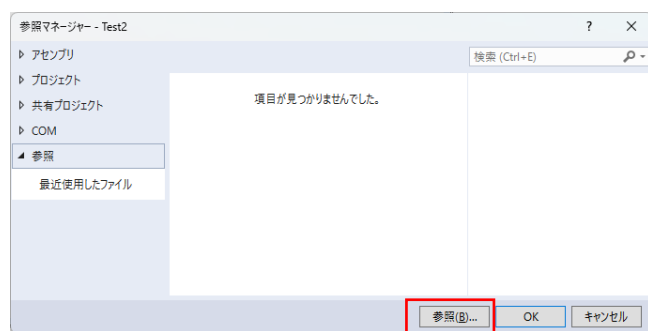 参照マネージャー - Test2
? ×
アセンブリ
検索 (Ctrl+E)
プロジェクト
共有プロジェクト
項目が見つかりませんでした。
COM
参照
最近使用したファイル
参照(B)... OK キャンセル